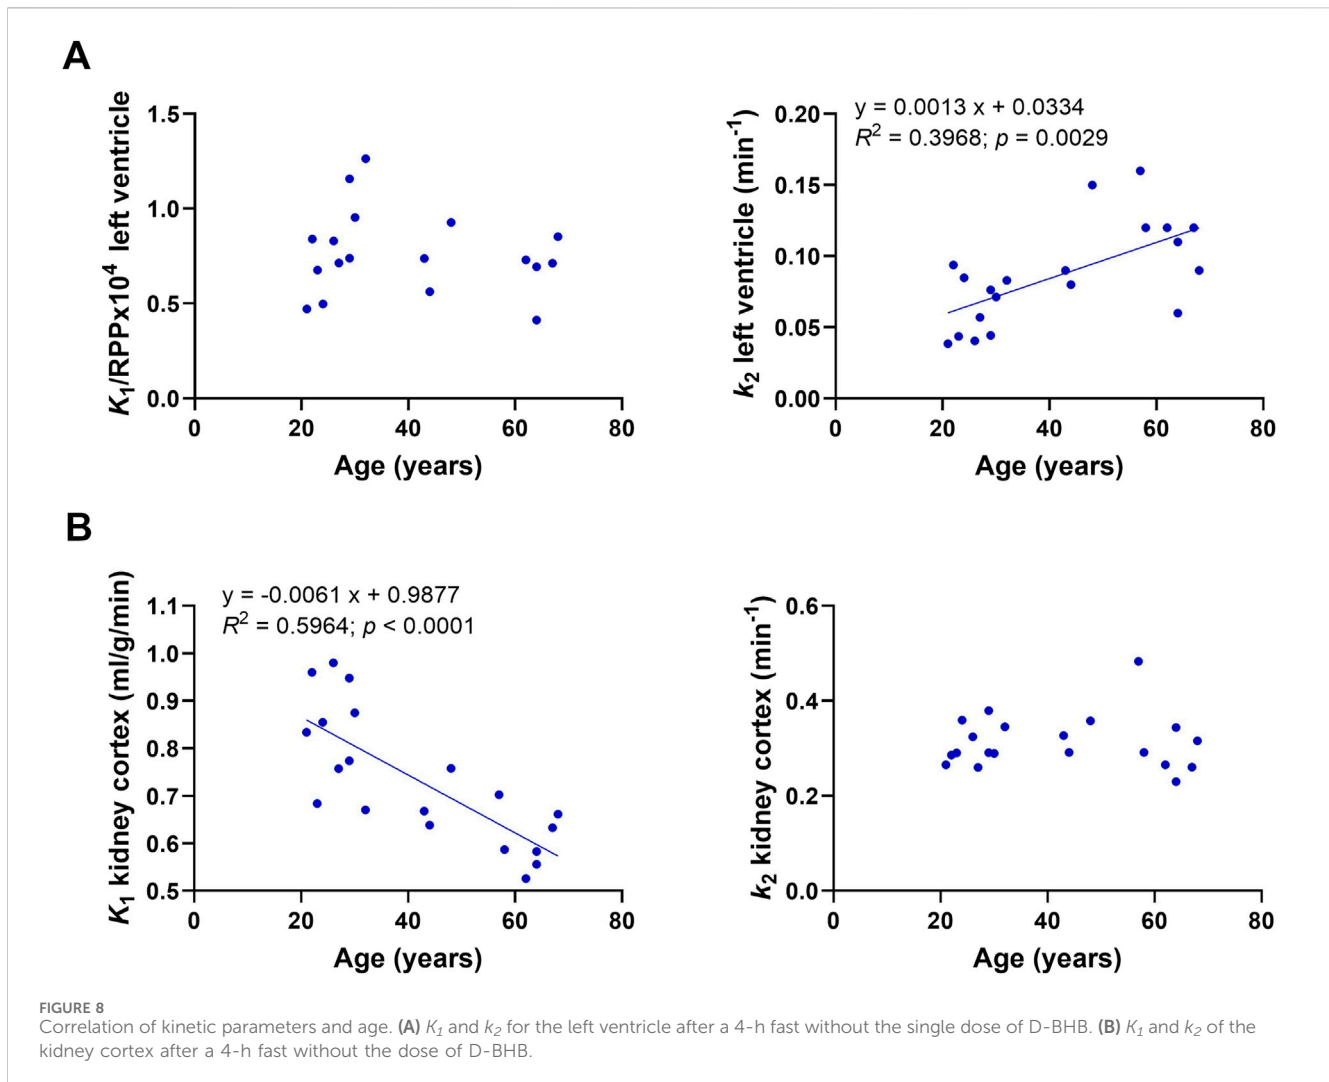 A
K1/RPPx10^4 left ventricle
1.5
1.0
0.5
0.0
0 20 40 60 80
Age (years)
k2 left ventricle (min^-1)
y = 0.0013 x + 0.0334
R^2 = 0.3968; p = 0.0029
0.20
0.15
0.10
0.05
0.00
0 20 40 60 80
Age (years)
B
K1 kidney cortex (ml/g/min)
y = -0.0061 x + 0.9877
R^2 = 0.5964; p < 0.0001
1.1
1.0
0.9
0.8
0.7
0.6
0.5
0 20 40 60 80
Age (years)
k2 kidney cortex (min^-1)
0.6
0.4
0.2
0.0
0 20 40 60 80
Age (years)
FIGURE 8
Correlation of kinetic parameters and age. (A) K1 and k2 for the left ventricle after a 4-h fast without the single dose of D-BHB. (B) K1 and k2 of the
kidney cortex after a 4-h fast without the dose of D-BHB.